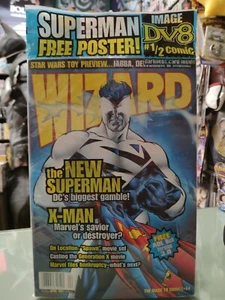 SUPERMAN
FREE POSTER!
IMAGE
DV8
#1/2 COMIC
STAR WARS TOY PREVIEW...JABBA,
WIZARD
the NEW
SUPERMAN
DC's biggest gamble!
X-MAN
Marvel's savior
or destroyer?
On Location: "Spawn" movie set
Casting the Generation X movie
Marvel files bankruptcy—what's next?